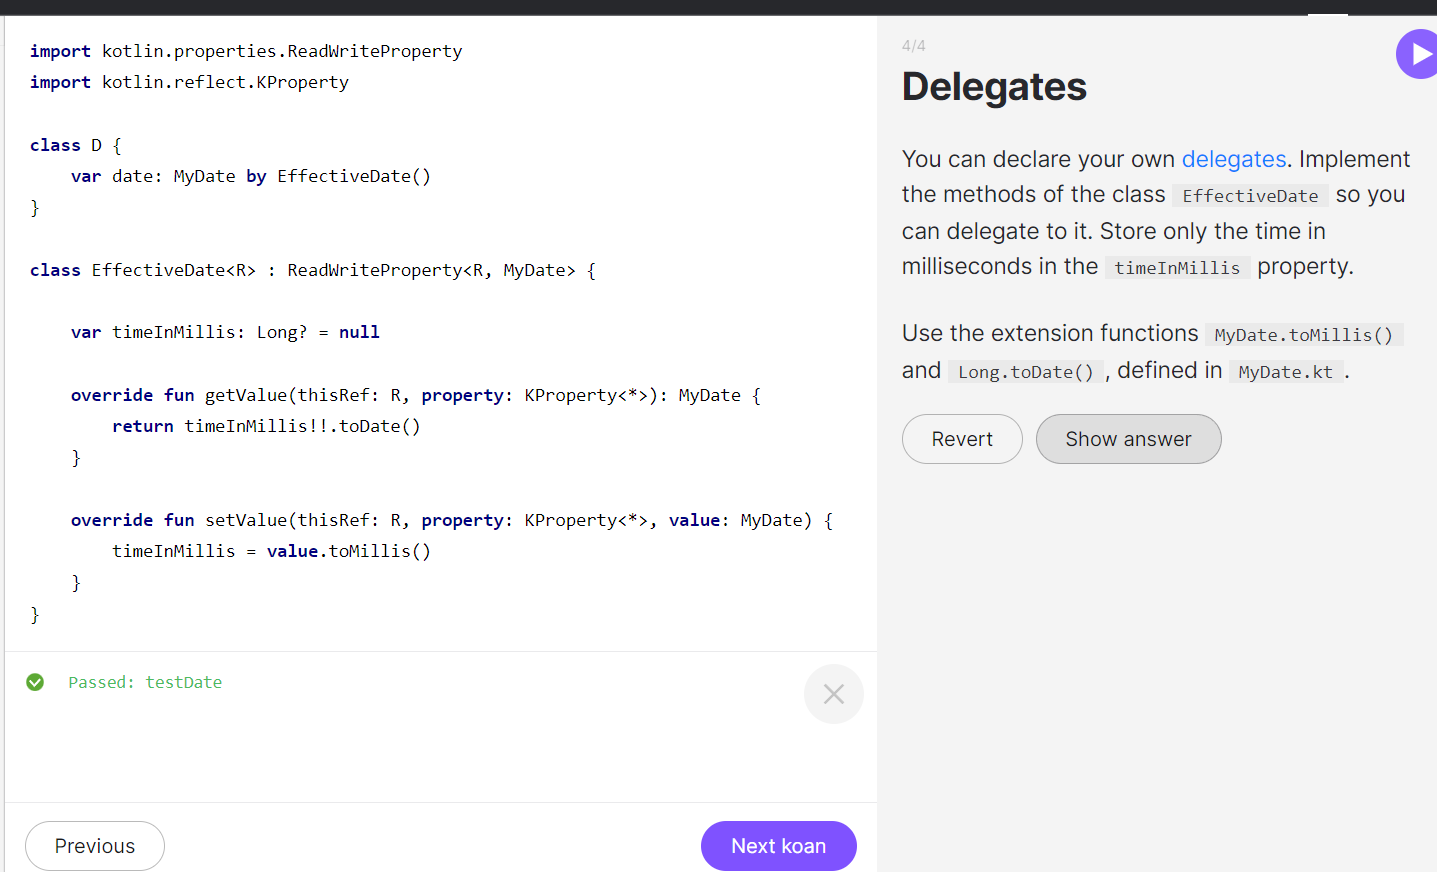 import kotlin.properties.ReadWriteProperty
import kotlin.reflect.KProperty
class D {
    var date: MyDate by EffectiveDate()
}
class EffectiveDate<R> : ReadWriteProperty<R, MyDate> {
    var timeInMillis: Long? = null
    override fun getValue(thisRef: R, property: KProperty<*>): MyDate {
        return timeInMillis!!.toDate()
    }
    override fun setValue(thisRef: R, property: KProperty<*>, value: MyDate) {
        timeInMillis = value.toMillis()
    }
}
Passed: testDate
Previous
Next koan
4/4
Delegates
You can declare your own delegates. Implement
the methods of the class EffectiveDate so you
can delegate to it. Store only the time in
milliseconds in the timeInMillis property.
Use the extension functions MyDate.toMillis()
and Long.toDate() , defined in MyDate.kt .
Revert
Show answer